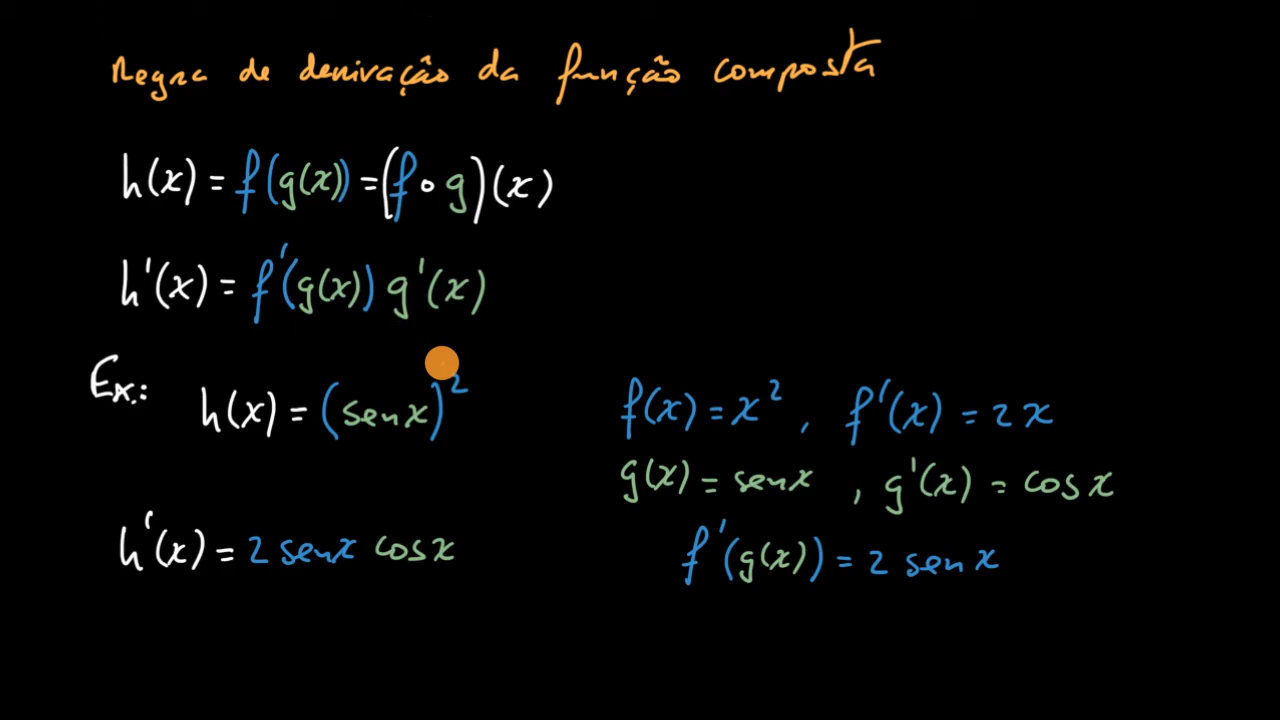 Regra de derivação da função composta
h(x) = f(g(x)) = (f ∘ g)(x)
h'(x) = f'(g(x)) g'(x)
Ex.: h(x) = (sen x)² f(x) = x² , f'(x) = 2x
g(x) = sen x , g'(x) = cos x
h'(x) = 2 sen x cos x f'(g(x)) = 2 sen x